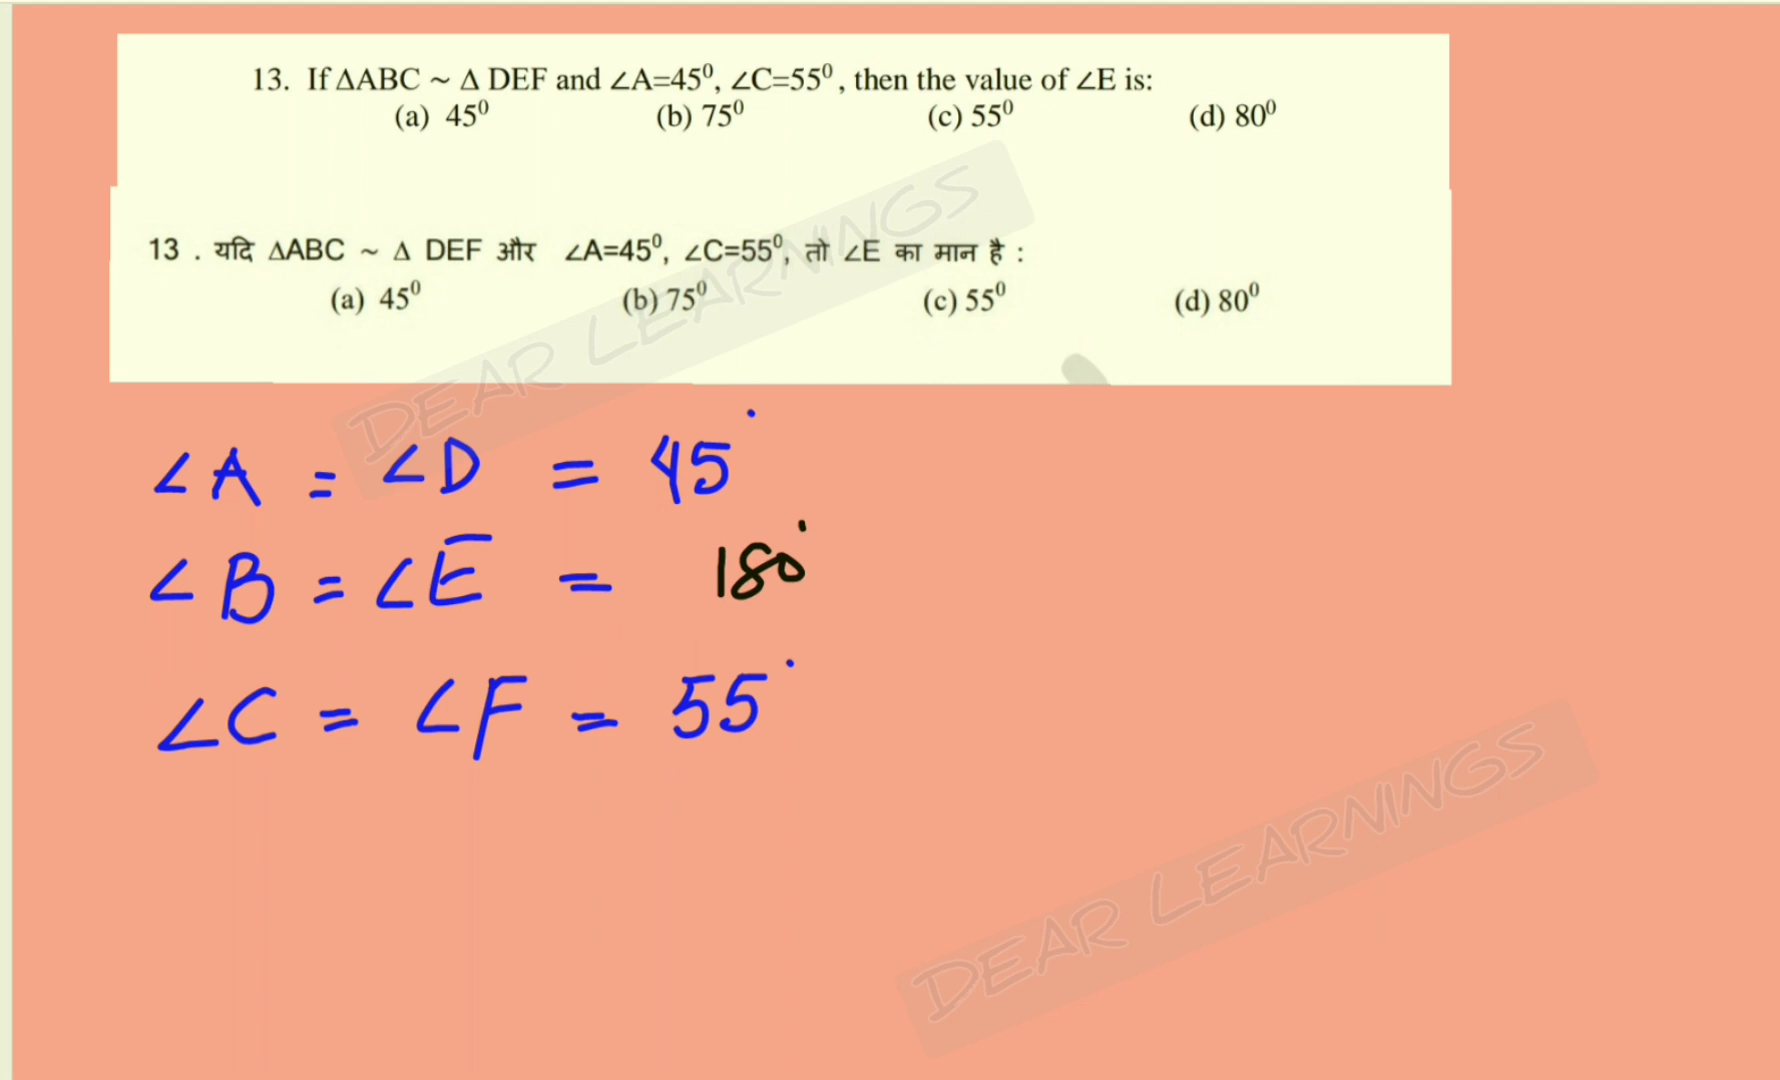 13. If ΔABC ~ Δ DEF and ∠A=45⁰, ∠C=55⁰, then the value of ∠E is:
(a) 45⁰ (b) 75⁰ (c) 55⁰ (d) 80⁰
13 . यदि ΔABC ~ Δ DEF और ∠A=45⁰, ∠C=55⁰, तो ∠E का मान है :
(a) 45⁰ (b) 75⁰ (c) 55⁰ (d) 80⁰
DEAR LEARNINGS
∠A = ∠D = 45°
∠B = ∠E = 180°
∠C = ∠F = 55°
DEAR LEARNINGS